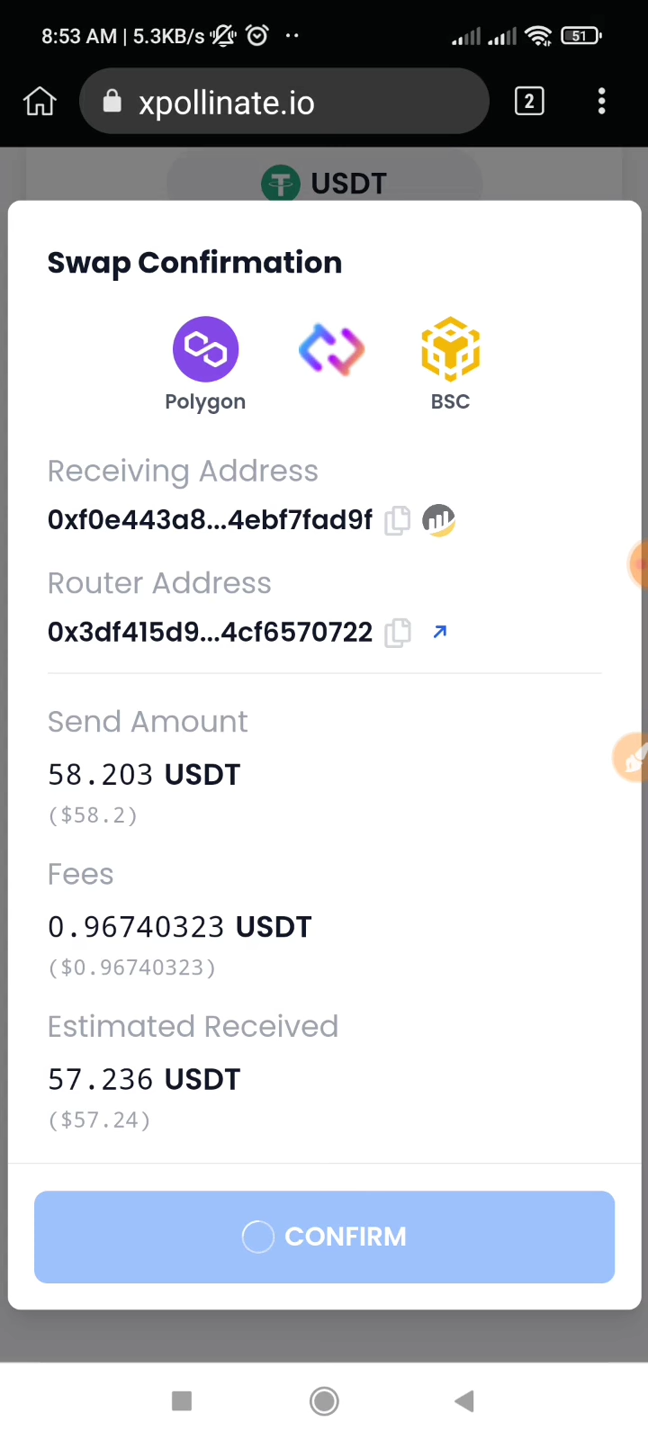 8:53 AM | 5.3KB/s
51
xpollinate.io
2
USDT
Swap Confirmation
Polygon
BSC
Receiving Address
0xf0e443a8...4ebf7fad9f
Router Address
0x3df415d9...4cf6570722
Send Amount
58.203 USDT
($58.2)
Fees
0.96740323 USDT
($0.96740323)
Estimated Received
57.236 USDT
($57.24)
CONFIRM